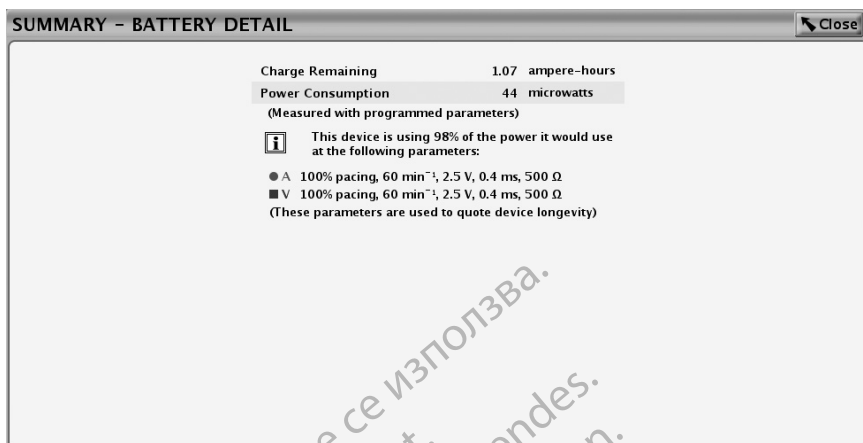 SUMMARY - BATTERY DETAIL
Close
Charge Remaining 1.07 ampere-hours
Power Consumption 44 microwatts
(Measured with programmed parameters)
i This device is using 98% of the power it would use
at the following parameters:
A 100% pacing, 60 min⁻¹, 2.5 V, 0.4 ms, 500 Ω
V 100% pacing, 60 min⁻¹, 2.5 V, 0.4 ms, 500 Ω
(These parameters are used to quote device longevity)
се използва.